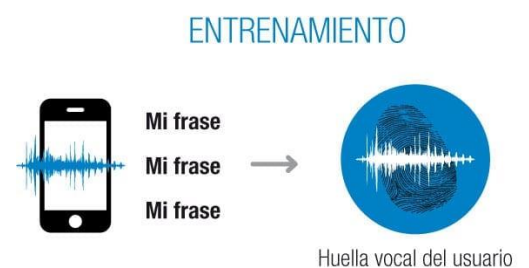 ENTRENAMIENTO
Mi frase
Mi frase
Mi frase
Huella vocal del usuario